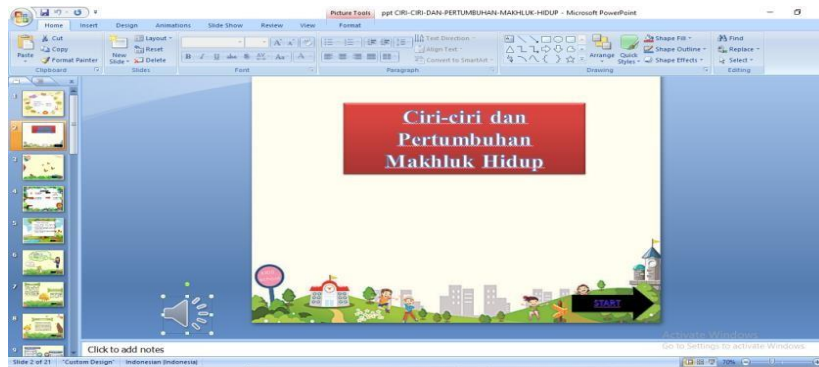 Picture Tools
ppt CIRI-CIRI-DAN-PERTUMBUHAN-MAKHLUK-HIDUP - Microsoft PowerPoint
Home Insert Design Animations Slide Show Review View Format
Cut
Copy
Format Painter
Paste
Clipboard
New Slide
Layout
Reset
Delete
Slides
Font
Text Direction
Align Text
Convert to SmartArt
Paragraph
Arrange
Quick Styles
Shape Fill
Shape Outline
Shape Effects
Drawing
Find
Replace
Select
Editing
Ciri-ciri dan
Pertumbuhan
Makhluk Hidup
START
Activate Windows
Go to Settings to activate Windows.
Click to add notes
Slide 2 of 21 "Custom Design" Indonesian (Indonesia) 70%